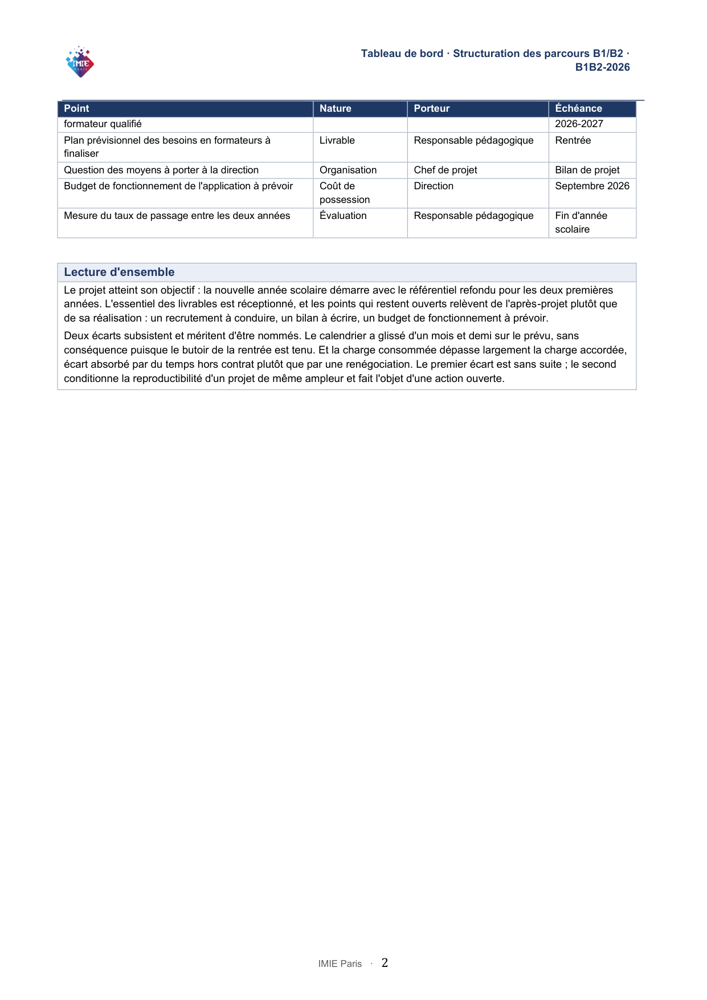 IMIE
PARIS
Tableau de bord · Structuration des parcours B1/B2 ·
B1B2-2026
Point Nature Porteur Échéance
formateur qualifié 2026-2027
Plan prévisionnel des besoins en formateurs à Livrable Responsable pédagogique Rentrée
finaliser
Question des moyens à porter à la direction Organisation Chef de projet Bilan de projet
Budget de fonctionnement de l'application à prévoir Coût de Direction Septembre 2026
possession
Mesure du taux de passage entre les deux années Évaluation Responsable pédagogique Fin d'année
scolaire
Lecture d'ensemble
Le projet atteint son objectif : la nouvelle année scolaire démarre avec le référentiel refondu pour les deux premières
années. L'essentiel des livrables est réceptionné, et les points qui restent ouverts relèvent de l'après-projet plutôt que
de sa réalisation : un recrutement à conduire, un bilan à écrire, un budget de fonctionnement à prévoir.
Deux écarts subsistent et méritent d'être nommés. Le calendrier a glissé d'un mois et demi sur le prévu, sans
conséquence puisque le butoir de la rentrée est tenu. Et la charge consommée dépasse largement la charge accordée,
écart absorbé par du temps hors contrat plutôt que par une renégociation. Le premier écart est sans suite ; le second
conditionne la reproductibilité d'un projet de même ampleur et fait l'objet d'une action ouverte.
IMIE Paris · 2